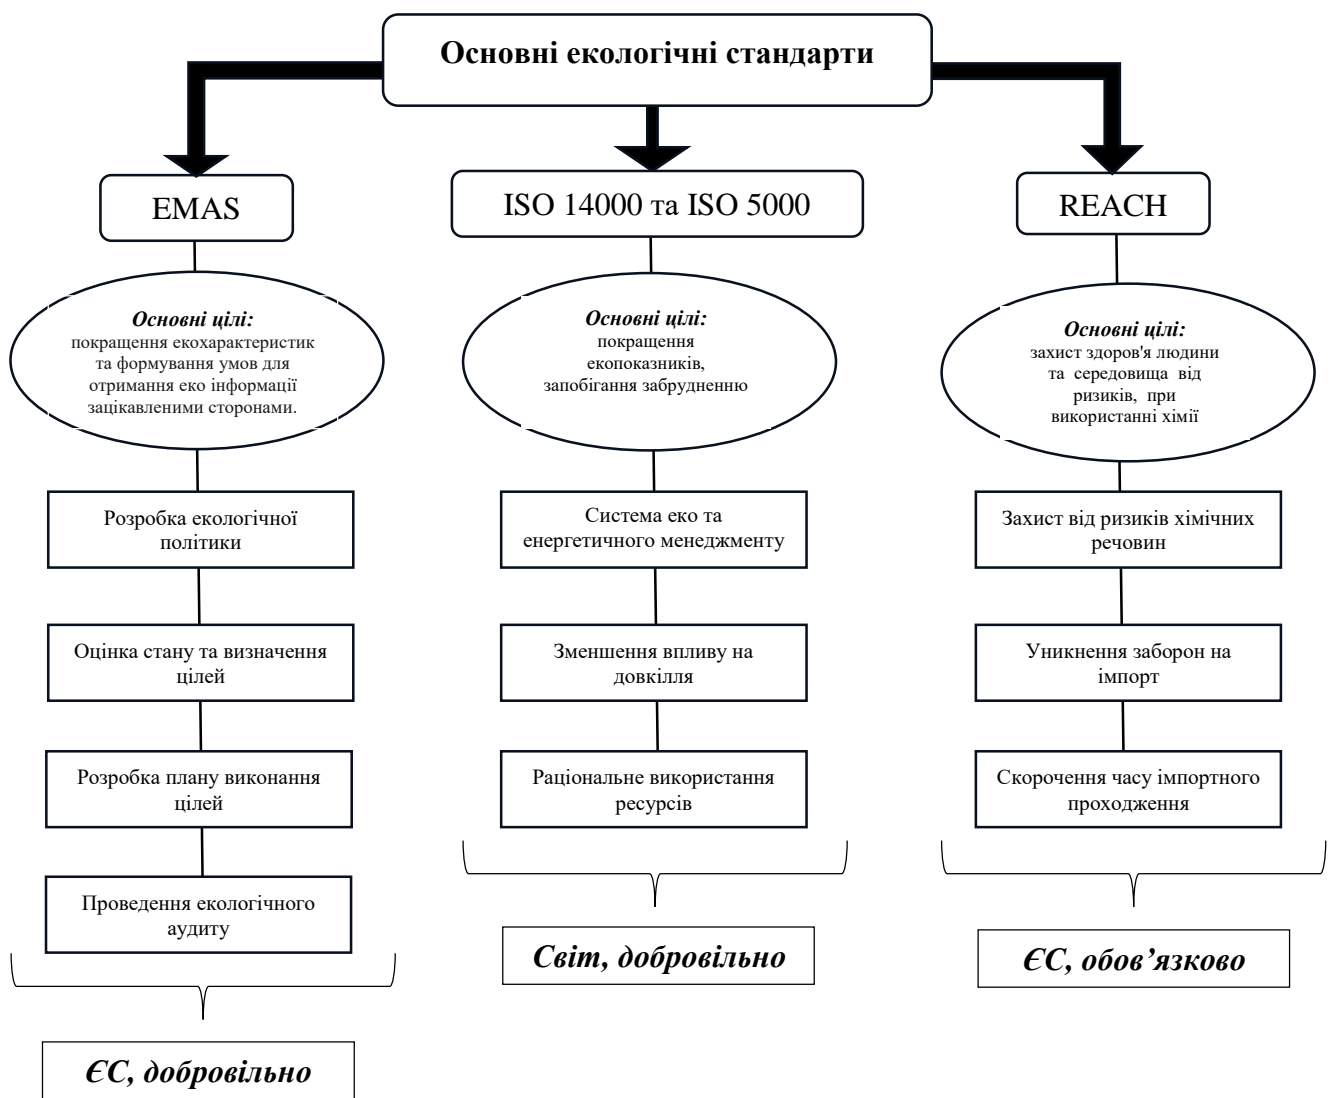 Основні екологічні стандарти
EMAS
ISO 14000 та ISO 5000
REACH
Основні цілі:
покращення екохарактеристик
та формування умов для
отримання еко інформації
зацікавленими сторонами.
Основні цілі:
покращення
екопоказників,
запобігання забрудненню
Основні цілі:
захист здоров'я людини
та середовища від
ризиків, при
використанні хімії
Розробка екологічної
політики
Система еко та
енергетичного менеджменту
Захист від ризиків хімічних
речовин
Оцінка стану та визначення
цілей
Зменшення впливу на
довкілля
Уникнення заборон на
імпорт
Розробка плану виконання
цілей
Раціональне використання
ресурсів
Скорочення часу імпортного
проходження
Проведення екологічного
аудиту
Світ, добровільно
ЄС, обов’язково
ЄС, добровільно